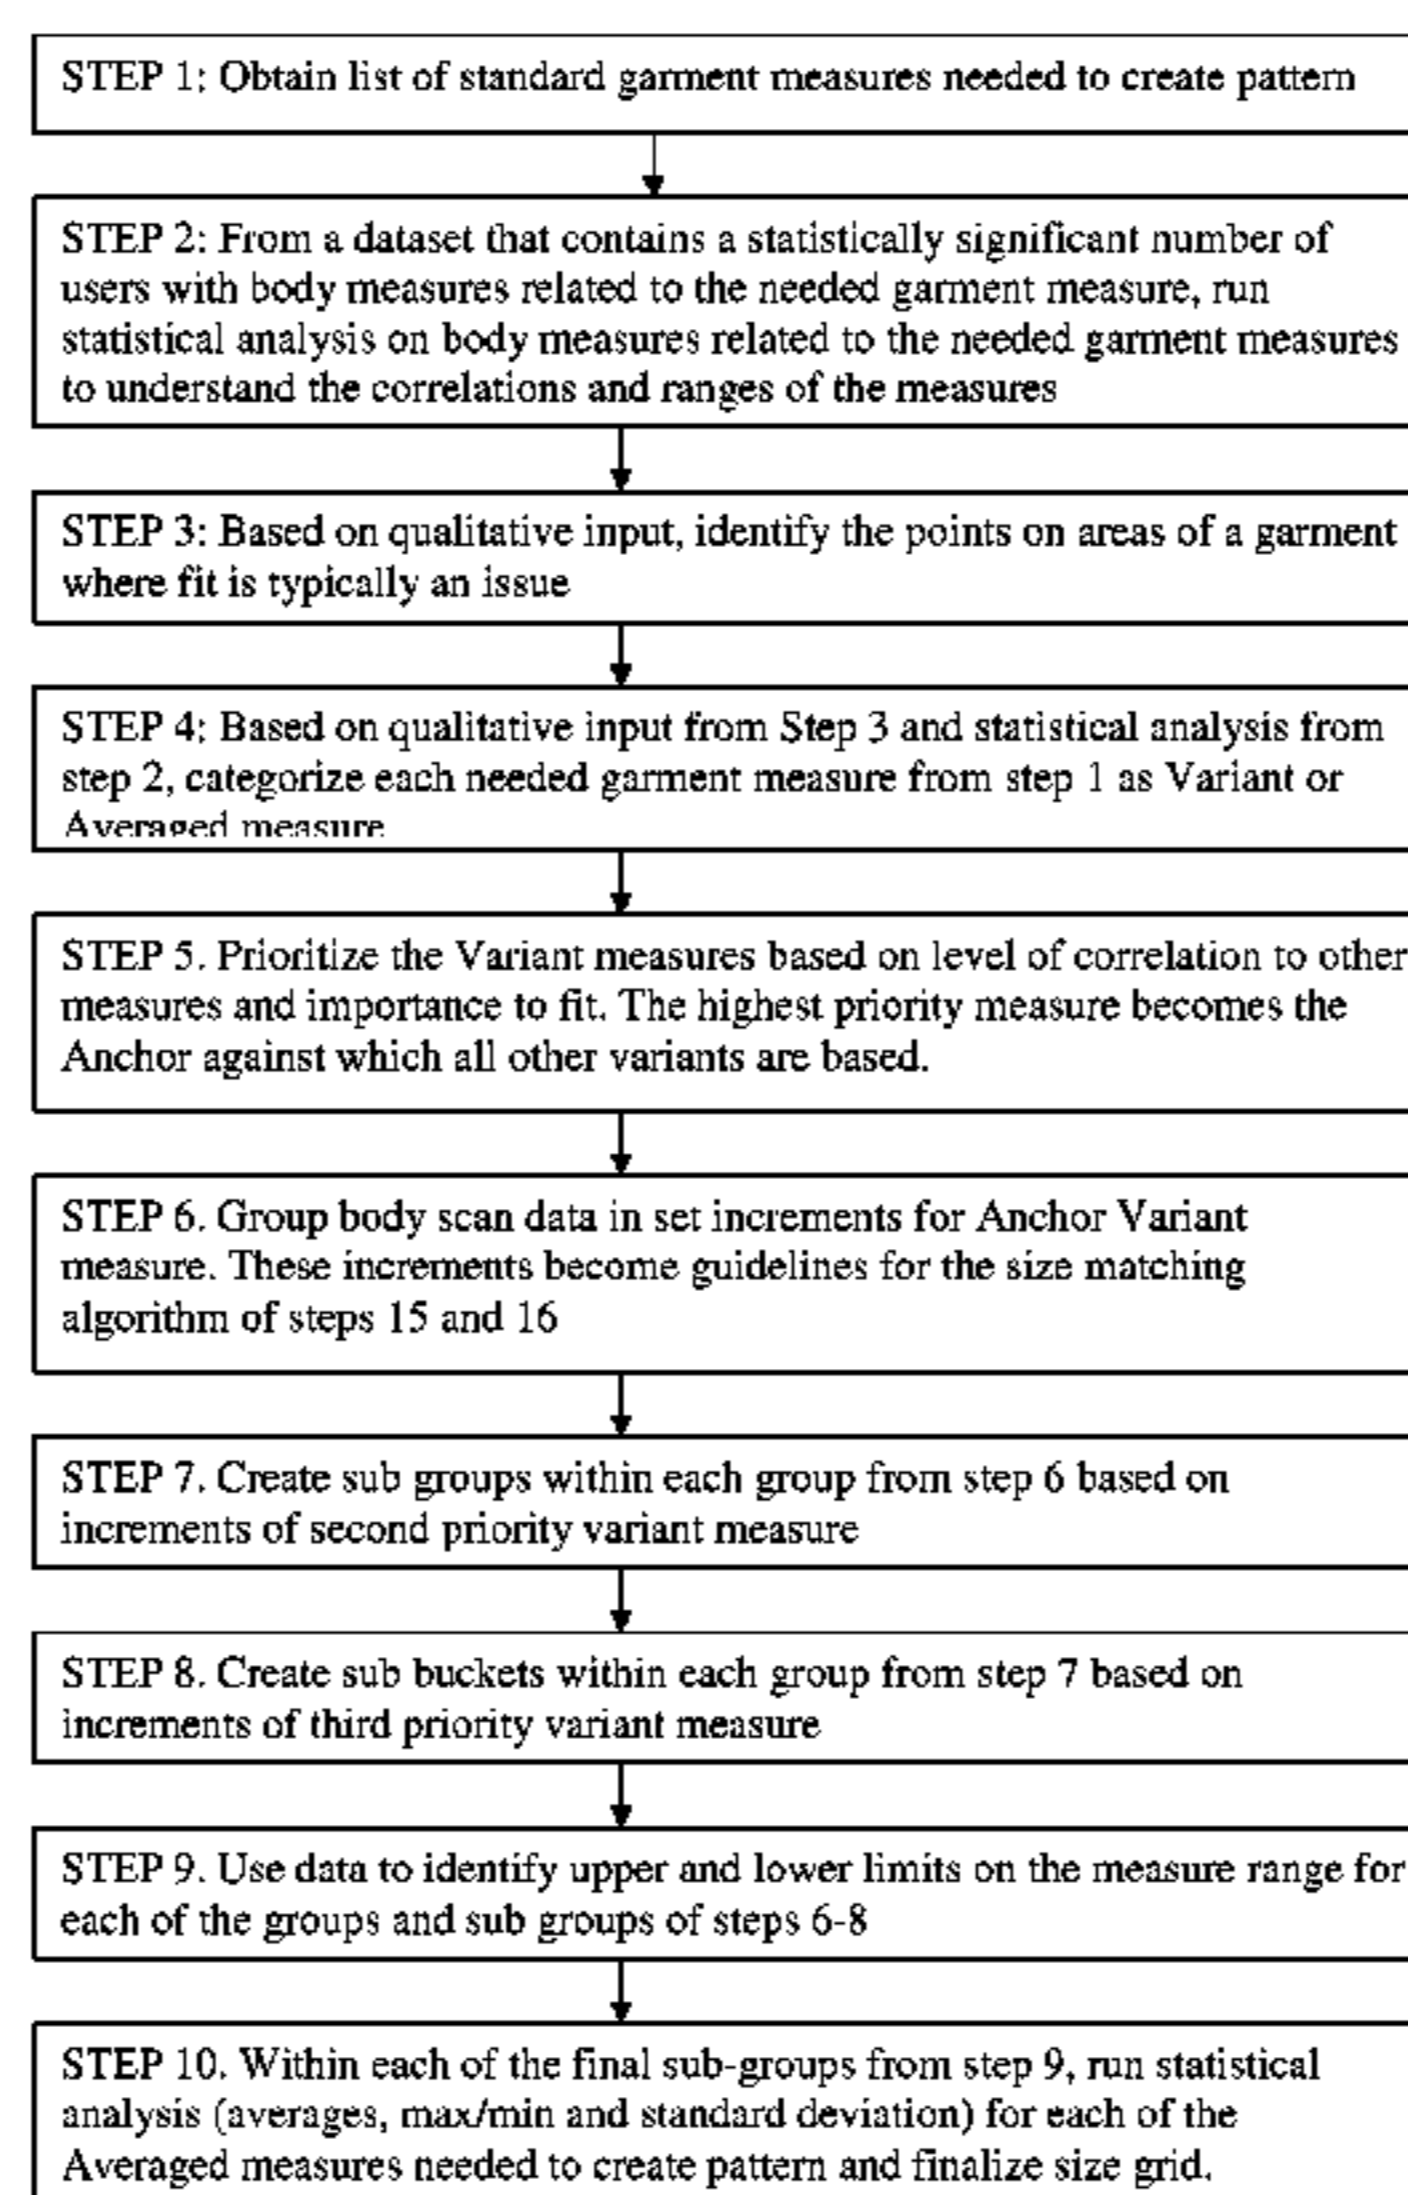 STEP 1: Obtain list of standard garment measures needed to create pattern
STEP 2: From a dataset that contains a statistically significant number of
users with body measures related to the needed garment measure, run
statistical analysis on body measures related to the needed garment measures
to understand the correlations and ranges of the measures
STEP 3: Based on qualitative input, identify the points on areas of a garment
where fit is typically an issue
STEP 4: Based on qualitative input from Step 3 and statistical analysis from
step 2, categorize each needed garment measure from step 1 as Variant or
Averaged measure
STEP 5. Prioritize the Variant measures based on level of correlation to other
measures and importance to fit. The highest priority measure becomes the
Anchor against which all other variants are based.
STEP 6. Group body scan data in set increments for Anchor Variant
measure. These increments become guidelines for the size matching
algorithm of steps 15 and 16
STEP 7. Create sub groups within each group from step 6 based on
increments of second priority variant measure
STEP 8. Create sub buckets within each group from step 7 based on
increments of third priority variant measure
STEP 9. Use data to identify upper and lower limits on the measure range for
each of the groups and sub groups of steps 6-8
STEP 10. Within each of the final sub-groups from step 9, run statistical
analysis (averages, max/min and standard deviation) for each of the
Averaged measures needed to create pattern and finalize size grid.